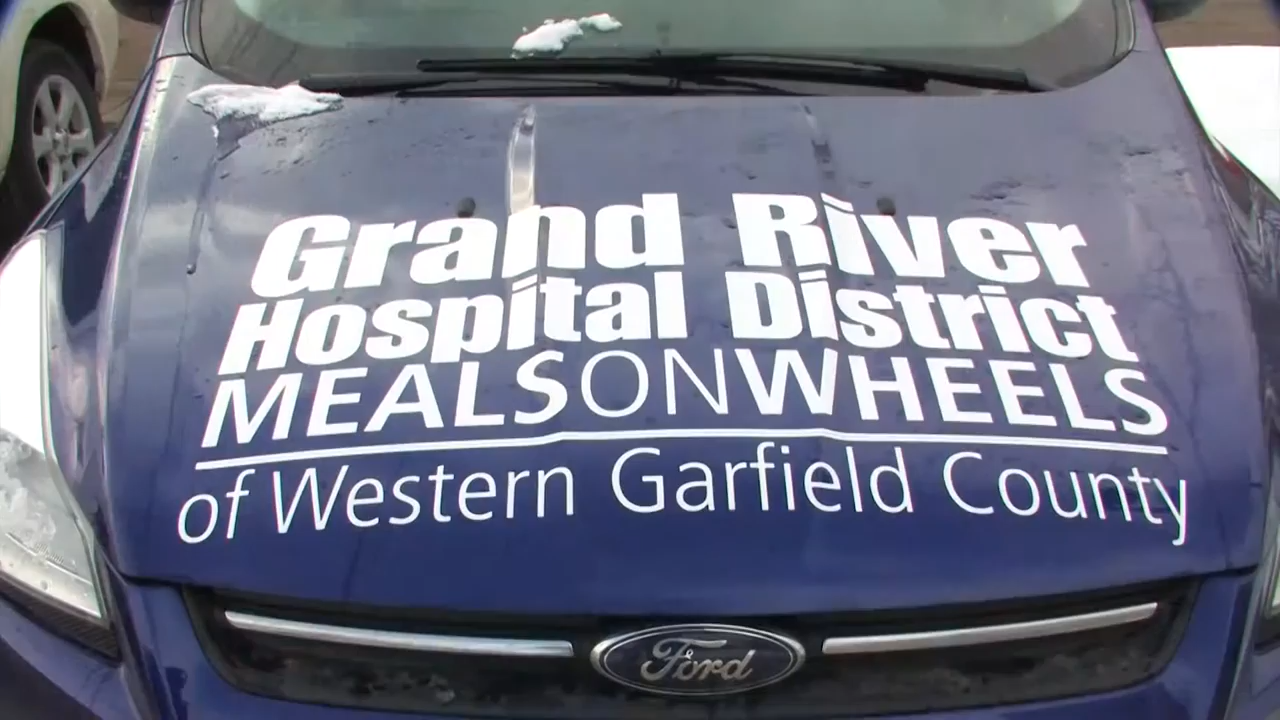 Grand River
Hospital District
MEALSONWHEELS
of Western Garfield County
Ford